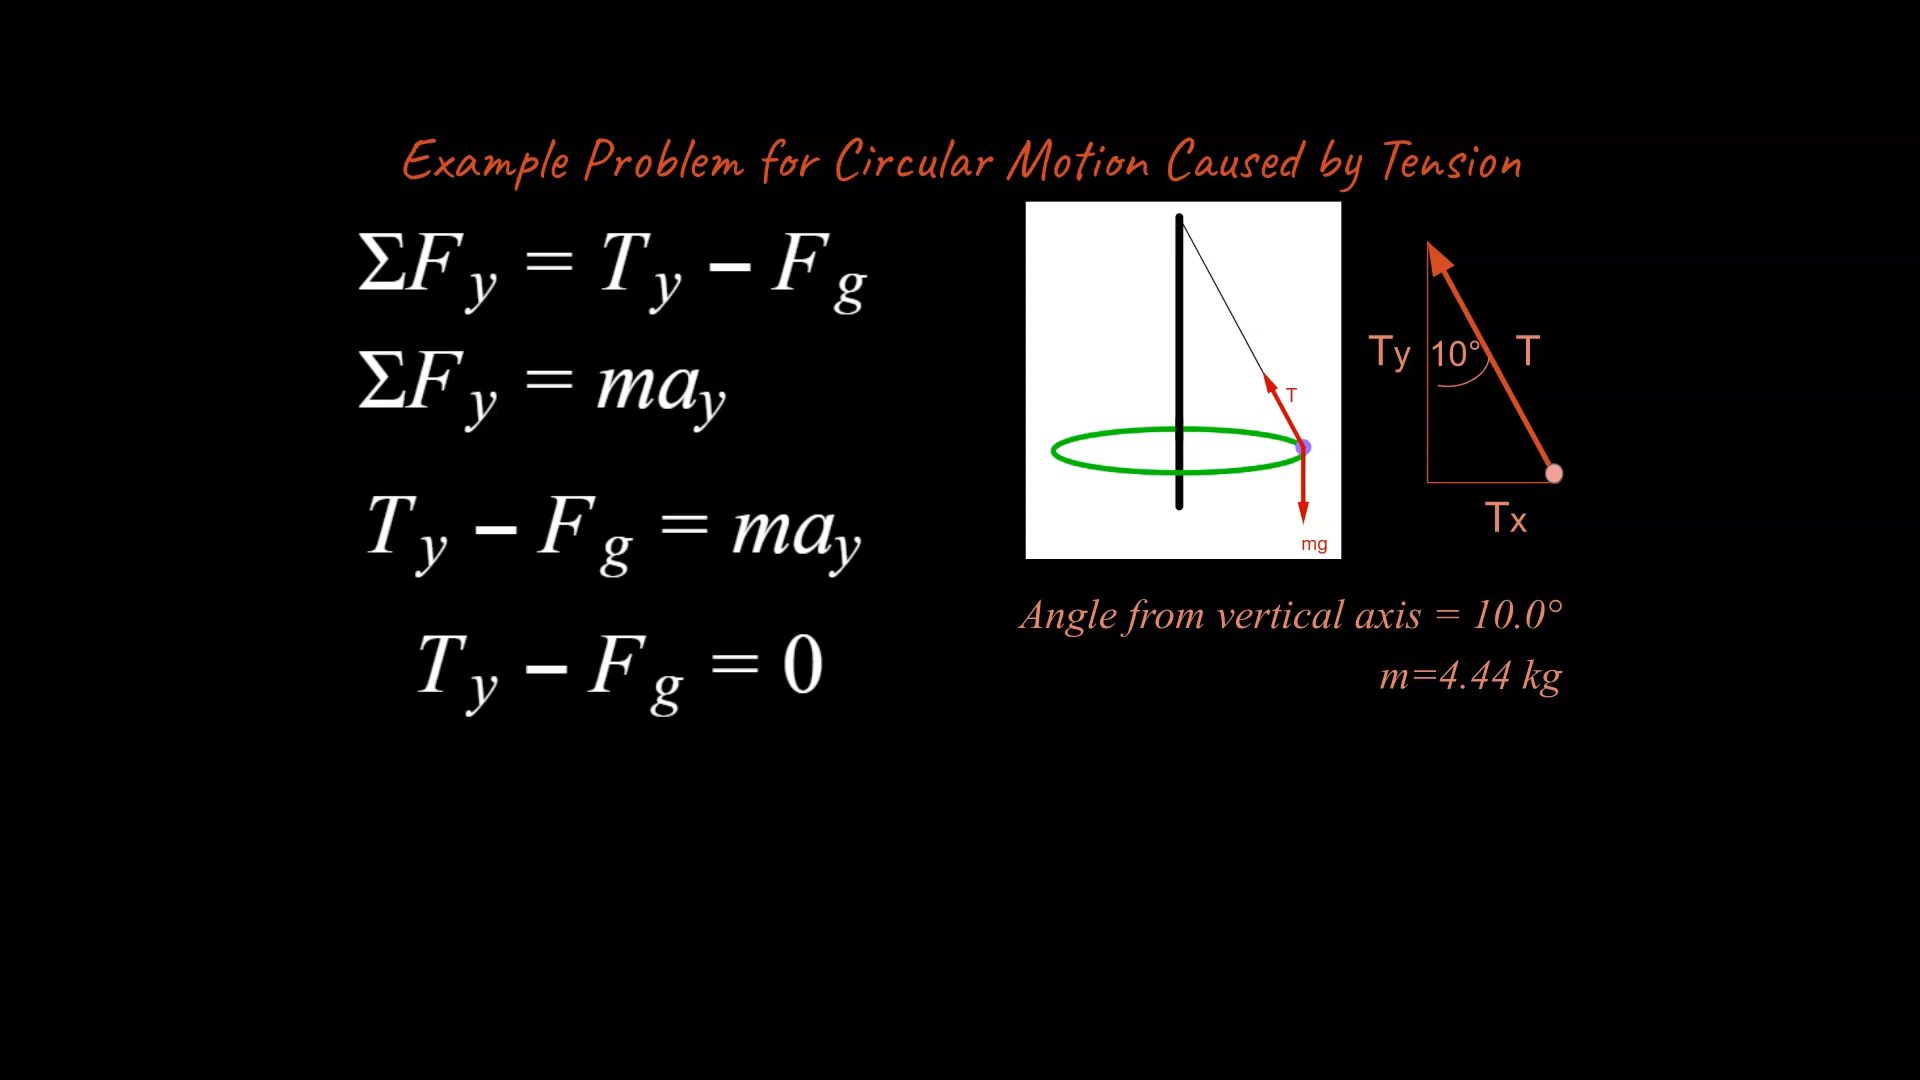 Example Problem for Circular Motion Caused by Tension
ΣF_y = T_y − F_g
ΣF_y = ma_y
T_y − F_g = ma_y
T_y − F_g = 0
T
mg
Ty 10° T
Tx
Angle from vertical axis = 10.0°
m=4.44 kg